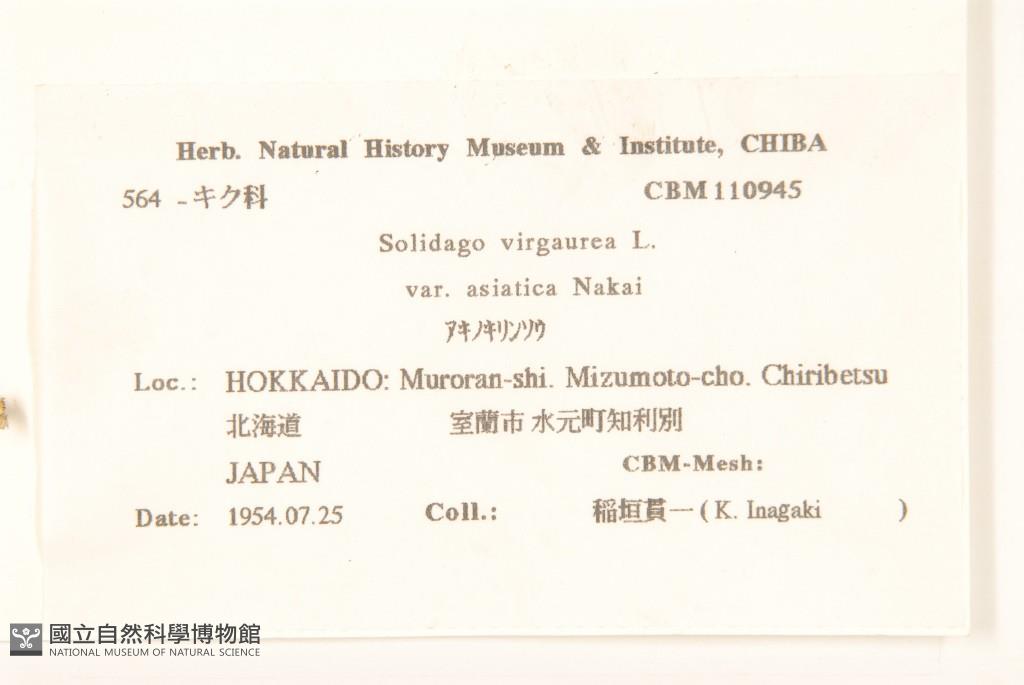 Herb. Natural History Museum & Institute, CHIBA
564 -キク科 CBM110945
Solidago virgaurea L.
var. asiatica Nakai
ｱｷﾉｷﾘﾝｿｳ
Loc.: HOKKAIDO: Muroran-shi. Mizumoto-cho. Chiribetsu
北海道 室蘭市 水元町知利別
JAPAN
CBM-Mesh:
Date: 1954.07.25 Coll.: 稲垣貫一 ( K. Inagaki )
國立自然科學博物館
NATIONAL MUSEUM OF NATURAL SCIENCE